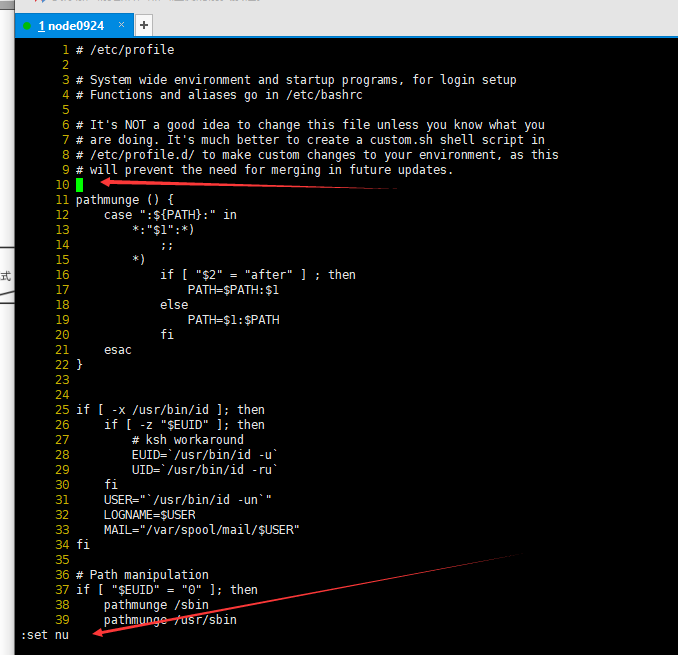 1 node0924 × +
1 # /etc/profile
2
3 # System wide environment and startup programs, for login setup
4 # Functions and aliases go in /etc/bashrc
5
6 # It's NOT a good idea to change this file unless you know what you
7 # are doing. It's much better to create a custom.sh shell script in
8 # /etc/profile.d/ to make custom changes to your environment, as this
9 # will prevent the need for merging in future updates.
10
11 pathmunge () {
12     case ":${PATH}:" in
13         *:"$1":*)
14             ;;
15         *)
16             if [ "$2" = "after" ] ; then
17                 PATH=$PATH:$1
18             else
19                 PATH=$1:$PATH
20             fi
21     esac
22 }
23
24
25 if [ -x /usr/bin/id ]; then
26     if [ -z "$EUID" ]; then
27         # ksh workaround
28         EUID=`/usr/bin/id -u`
29         UID=`/usr/bin/id -ru`
30     fi
31     USER="`/usr/bin/id -un`"
32     LOGNAME=$USER
33     MAIL="/var/spool/mail/$USER"
34 fi
35
36 # Path manipulation
37 if [ "$EUID" = "0" ]; then
38     pathmunge /sbin
39     pathmunge /usr/sbin
:set nu
式